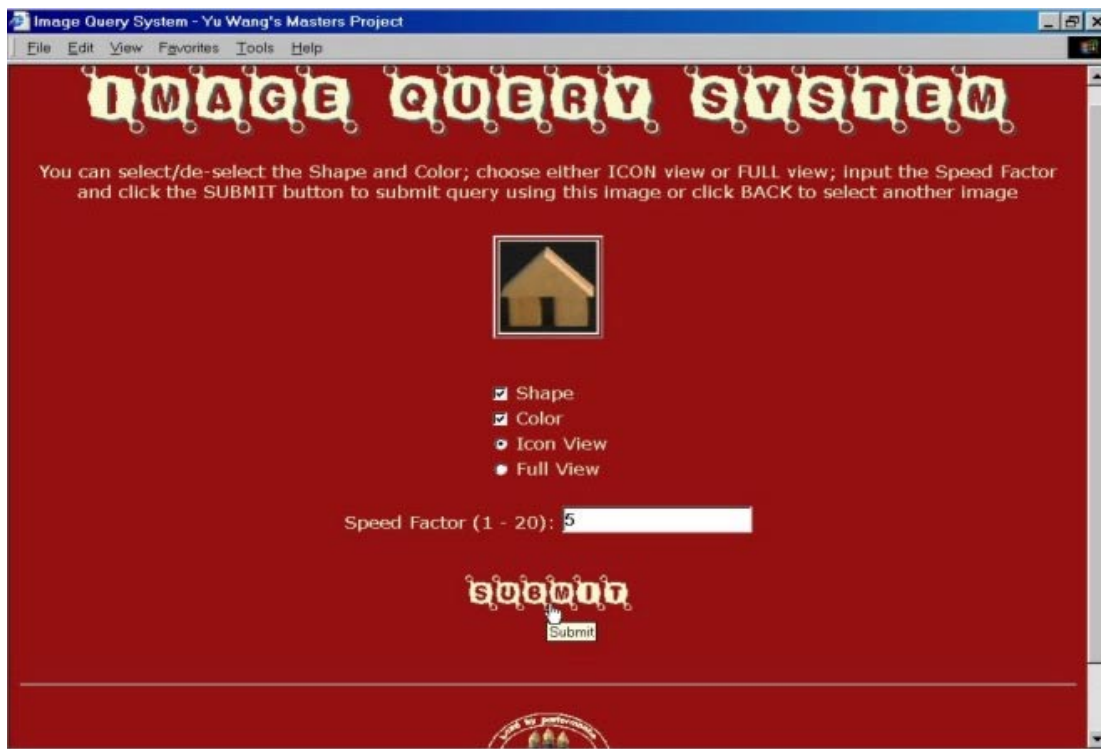 Image Query System - Yu Wang's Masters Project
File Edit View Favorites Tools Help
IMAGE QUERY SYSTEM
You can select/de-select the Shape and Color; choose either ICON view or FULL view; input the Speed Factor
and click the SUBMIT button to submit query using this image or click BACK to select another image
Shape
Color
Icon View
Full View
Speed Factor (1 - 20): 5
SUBMIT
Submit